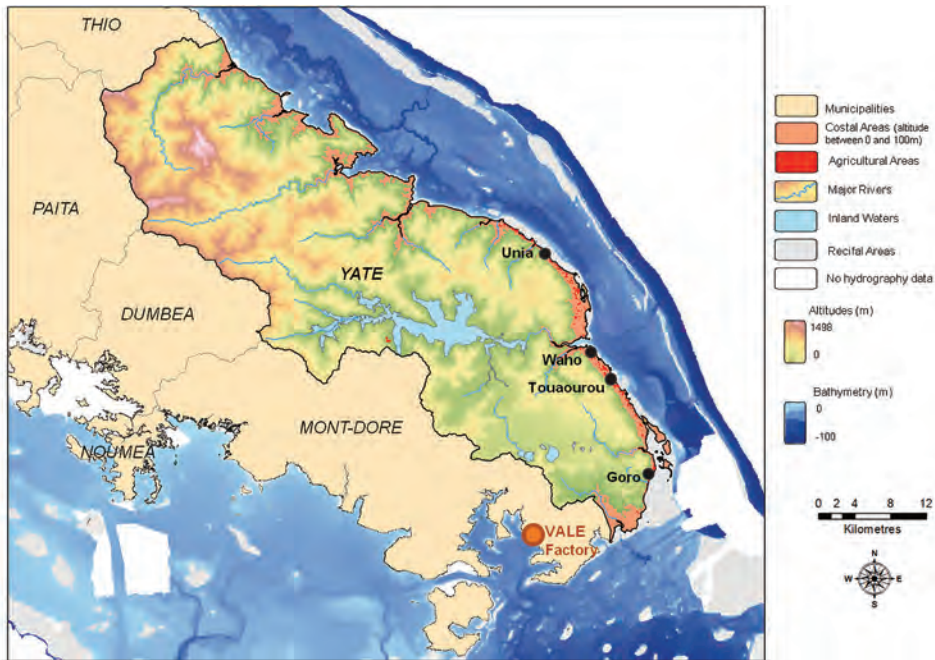 THIO
PAITA
DUMBEA
NOUMEA
MONT-DORE
YATE
Unia
Waho
Touaourou
Goro
VALE
Factory
Municipalities
Costal Areas (altitude
between 0 and 100m)
Agricultural Areas
Major Rivers
Inland Waters
Recifal Areas
No hydrography data
Altitudes (m)
1498
0
Bathymetry (m)
0
-100
0 2 4 6 8
Kilometres
N
W E
S